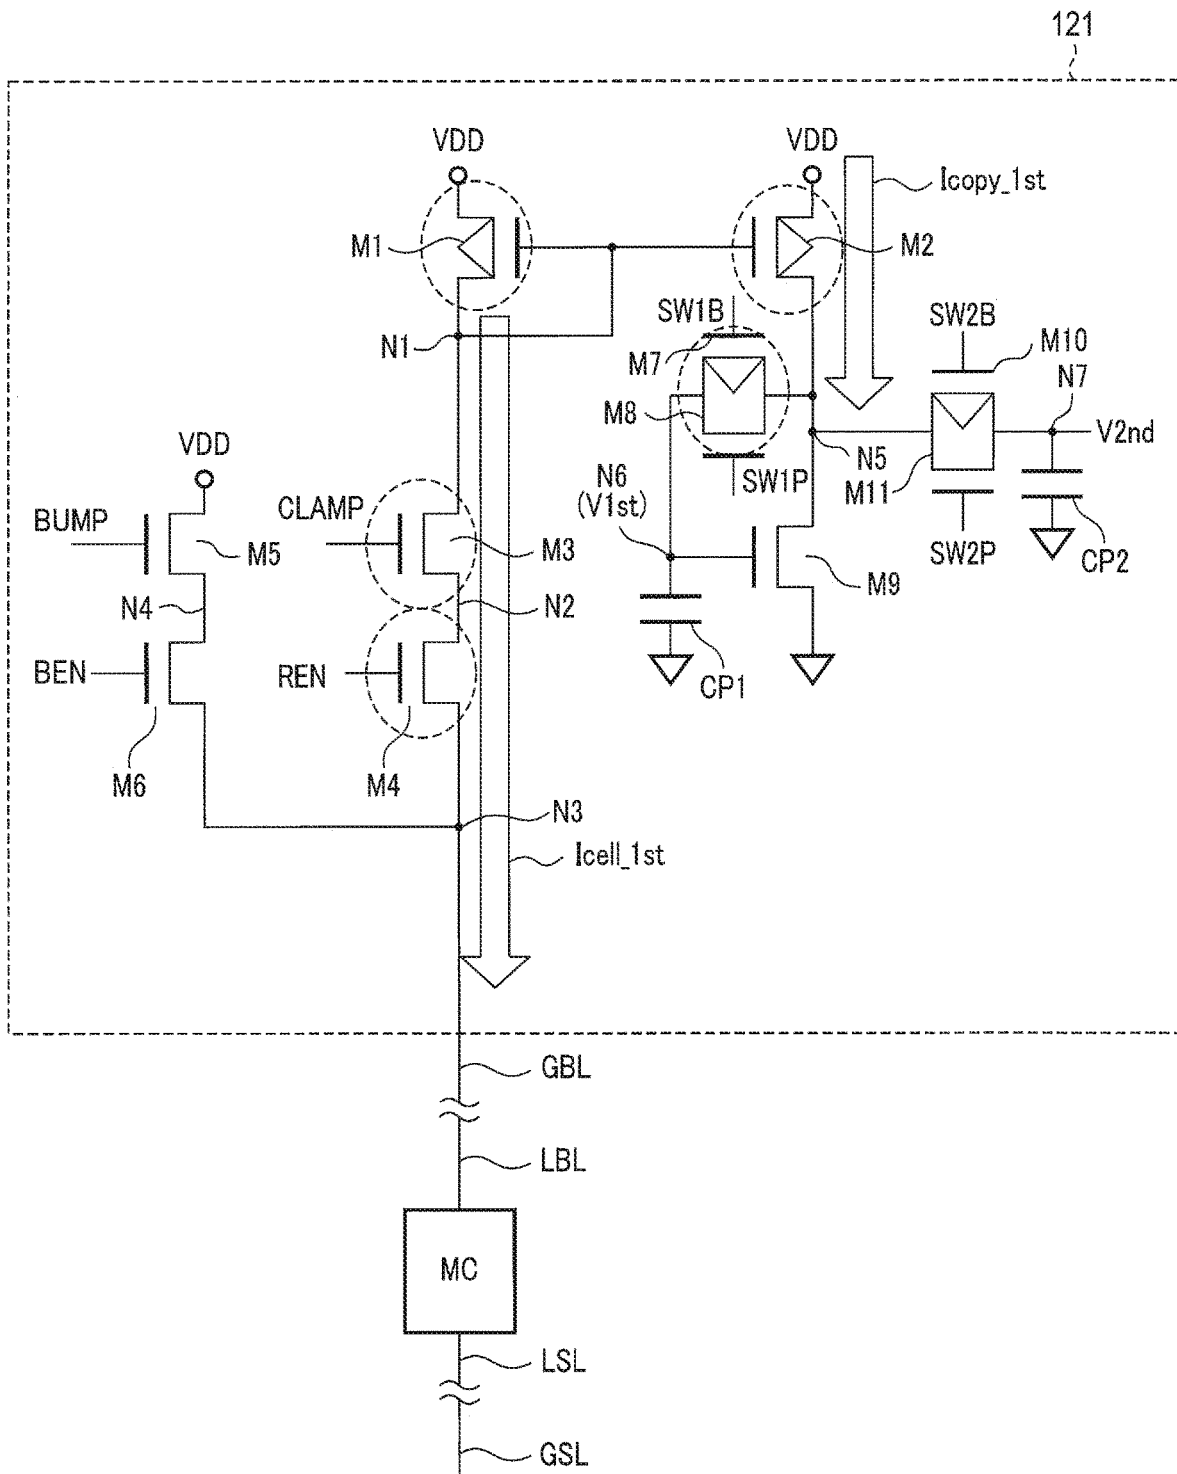 121
VDD
VDD
Icopy_1st
M1
M2
SW1B
SW2B
N1
M7
M10
N7
M8
V2nd
VDD
N5
M11
N6
(V1st)
SW1P
BUMP
CLAMP
M5
M3
M9
SW2P
CP2
N4
N2
BEN
REN
CP1
M6
M4
N3
Icell_1st
GBL
LBL
MC
LSL
GSL